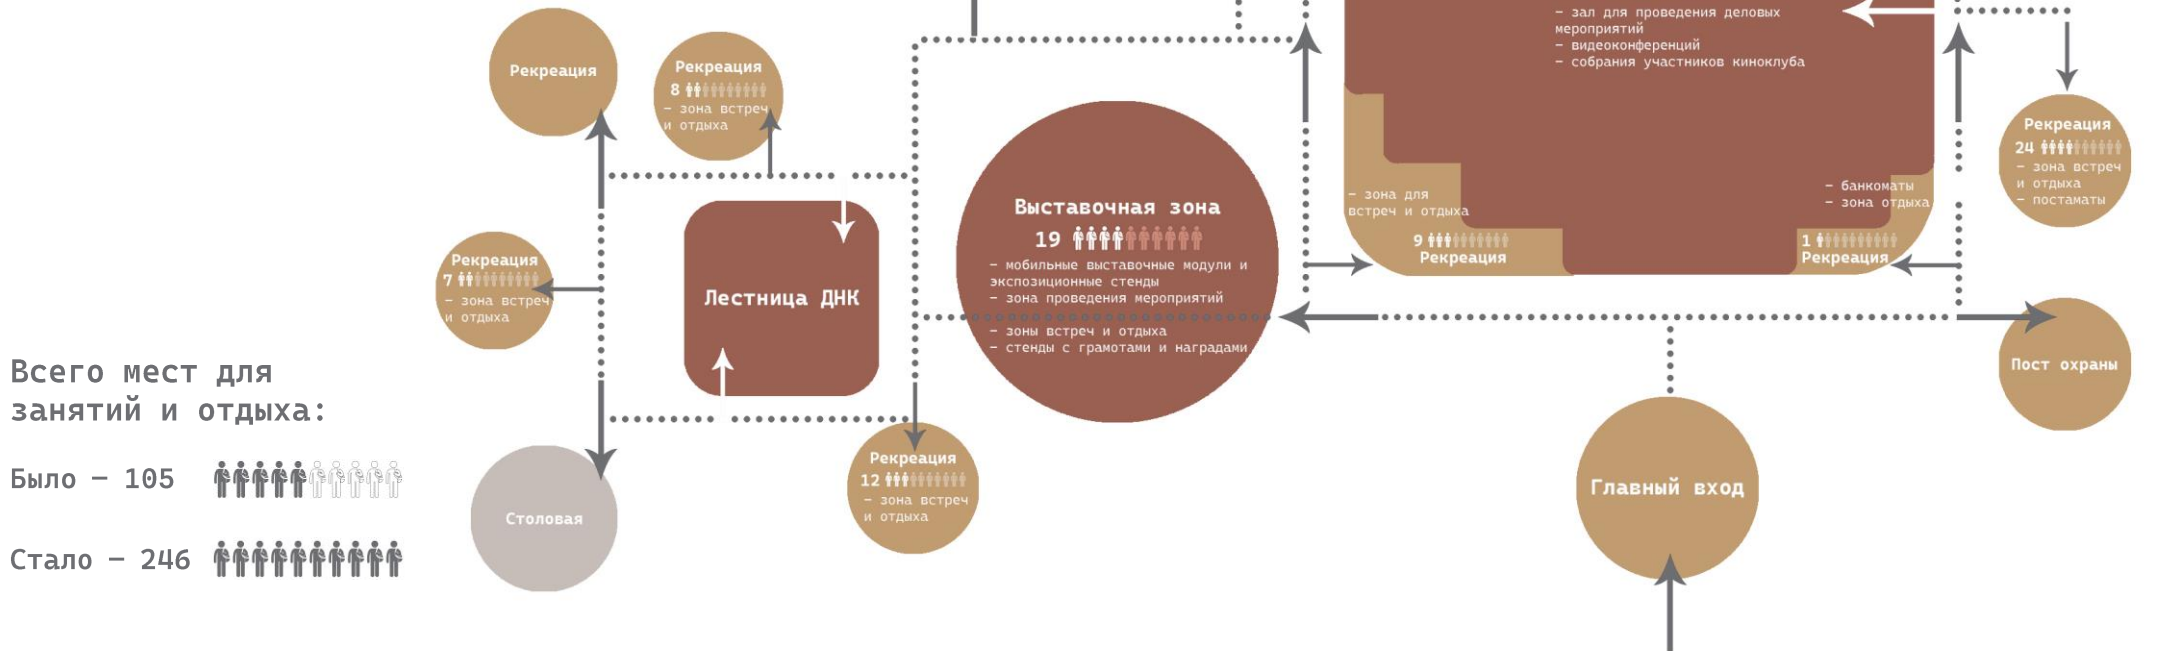 – зал для проведения деловых
мероприятий
– видеоконференций
– собрания участников киноклуба
Рекреация
Рекреация
8
– зона встреч
и отдыха
Рекреация
24
– зона встреч
и отдыха
– постаматы
– зона для
встреч и отдыха
9
Рекреация
– банкоматы
– зона отдыха
1
Рекреация
Выставочная зона
19
– мобильные выставочные модули и
экспозиционные стенды
– зона проведения мероприятий
– зоны встреч и отдыха
– стенды с грамотами и наградами
Рекреация
7
– зона встреч
и отдыха
Лестница ДНК
Пост охраны
Всего мест для
занятий и отдыха:
Было – 105
Стало – 246
Столовая
Рекреация
12
– зона встреч
и отдыха
Главный вход